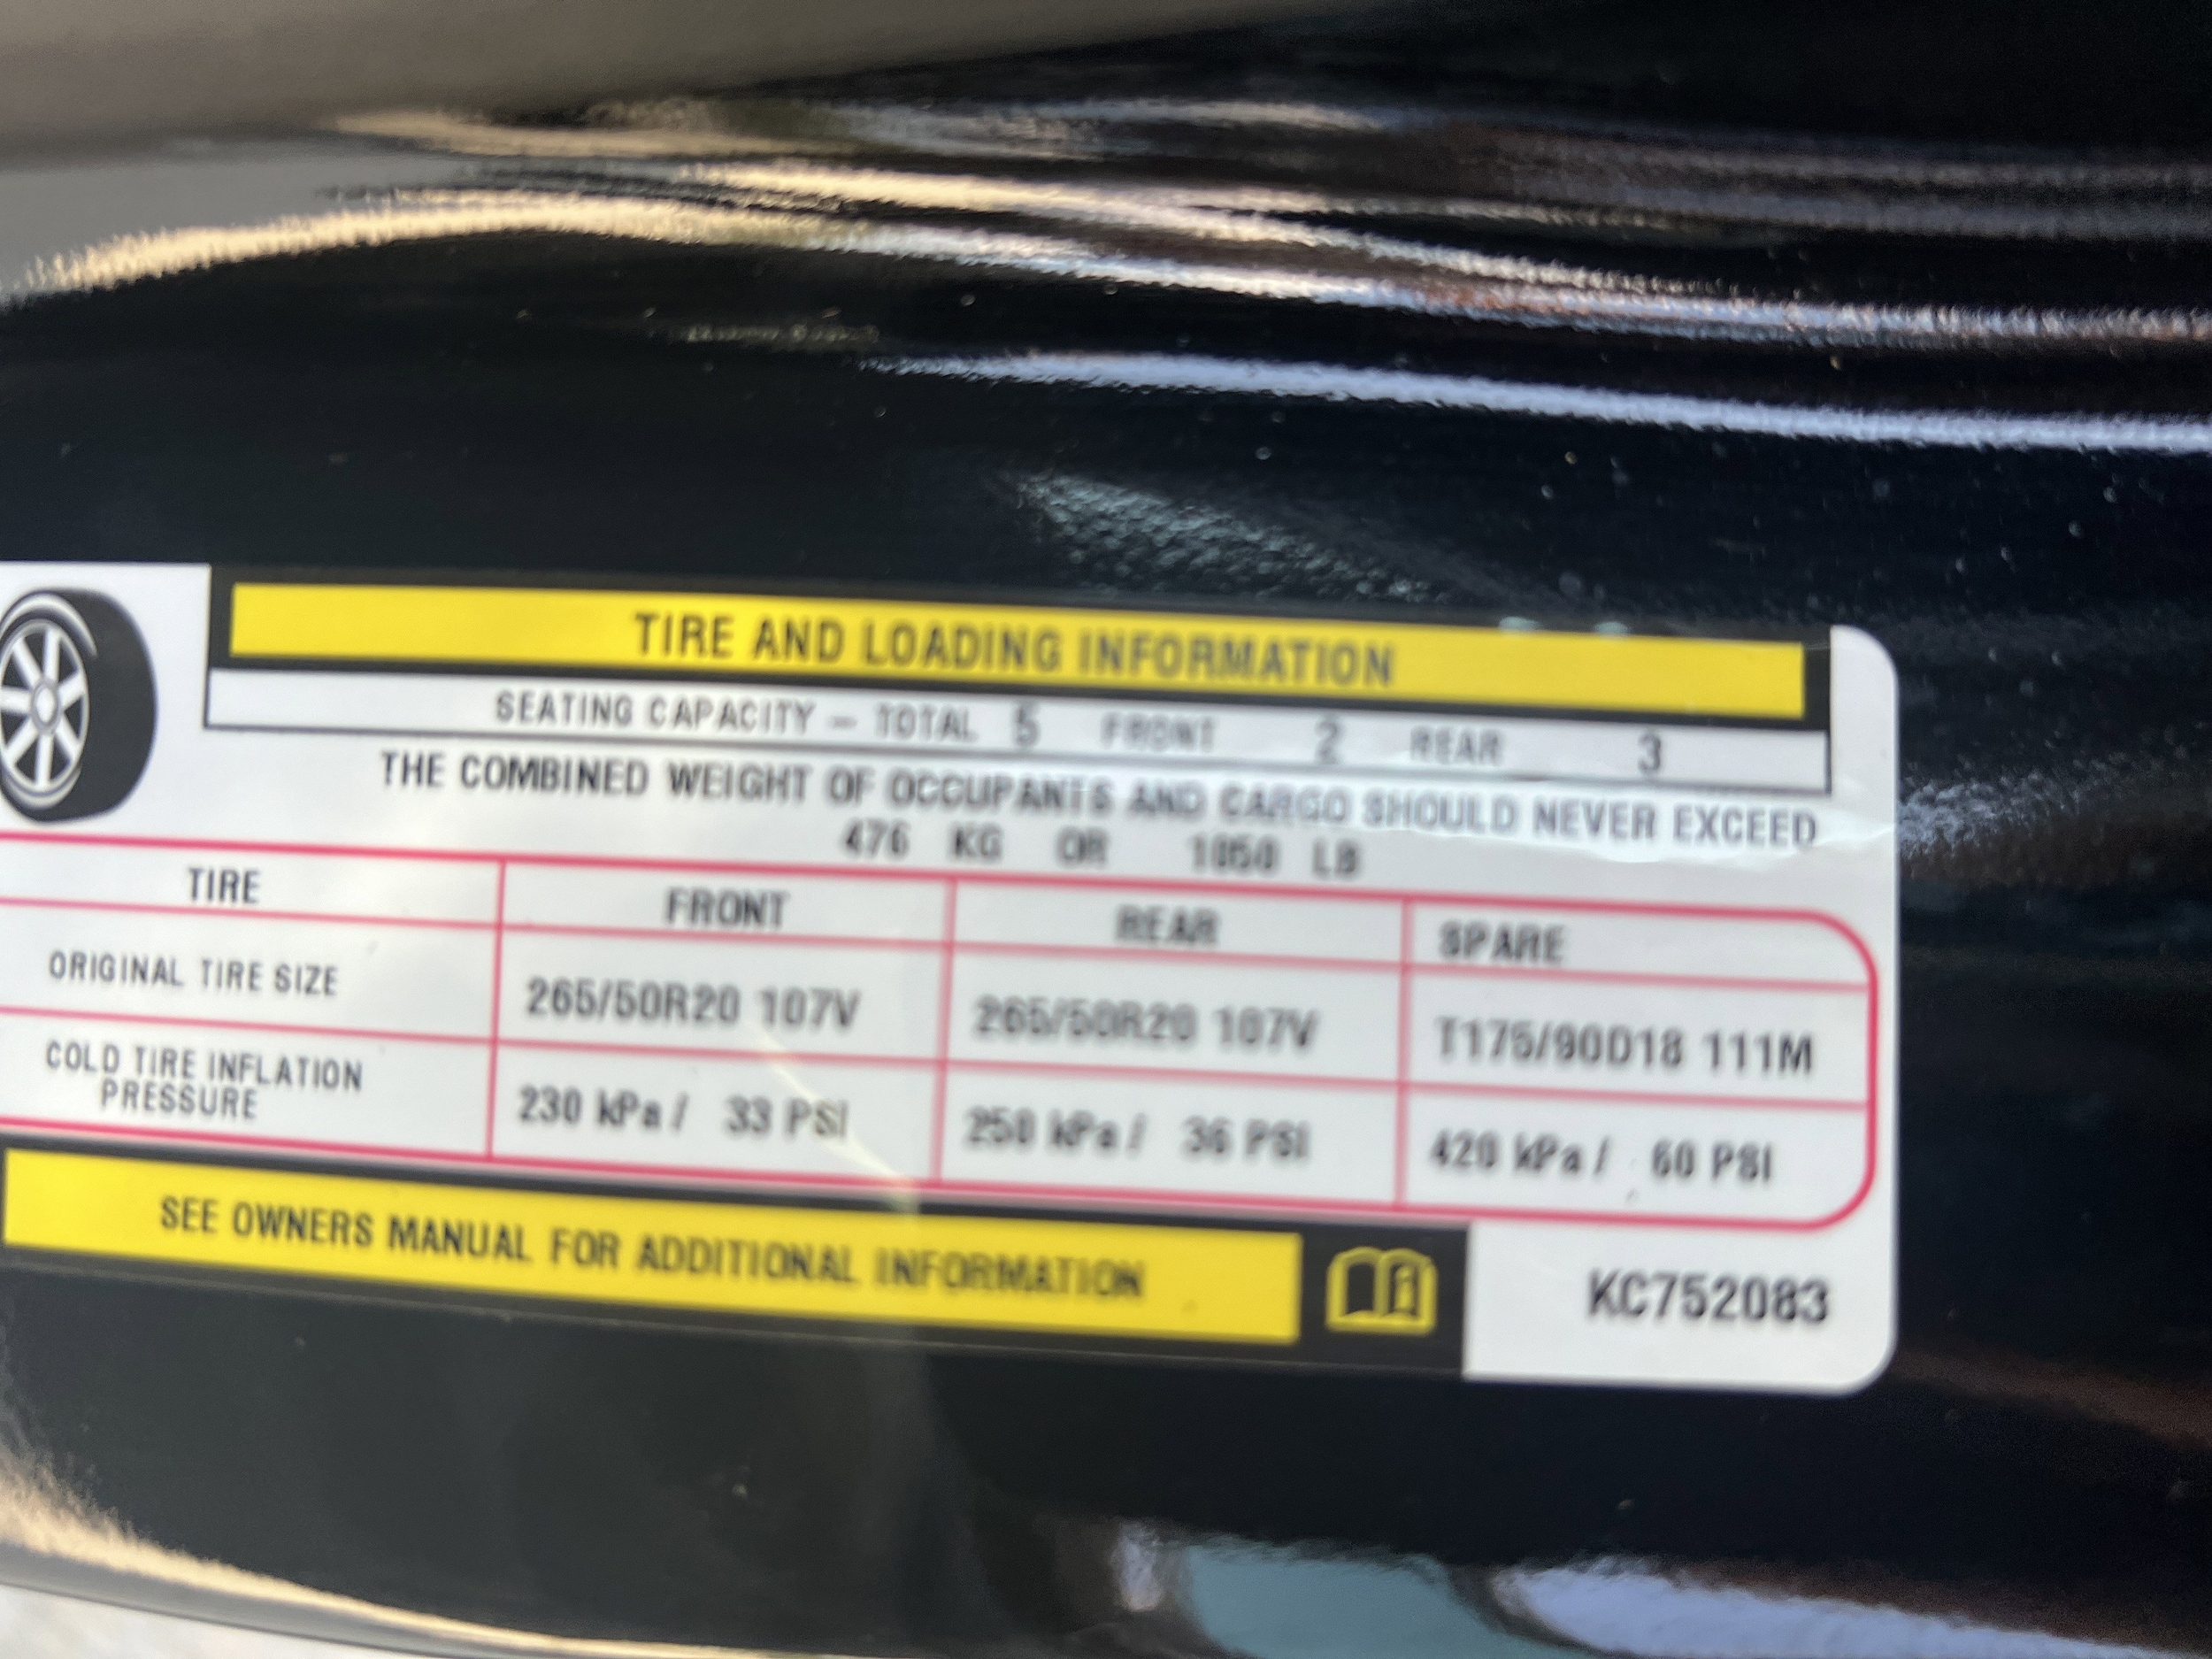 TIRE AND LOADING INFORMATION
SEATING CAPACITY – TOTAL 5 FRONT 2 REAR 3
THE COMBINED WEIGHT OF OCCUPANTS AND CARGO SHOULD NEVER EXCEED
476 KG OR 1050 LB
TIRE FRONT REAR SPARE
ORIGINAL TIRE SIZE 265/50R20 107V 265/50R20 107V T175/90D18 111M
COLD TIRE INFLATION
PRESSURE 230 kPa / 33 PSI 250 kPa / 36 PSI 420 kPa / 60 PSI
SEE OWNERS MANUAL FOR ADDITIONAL INFORMATION
KC752083